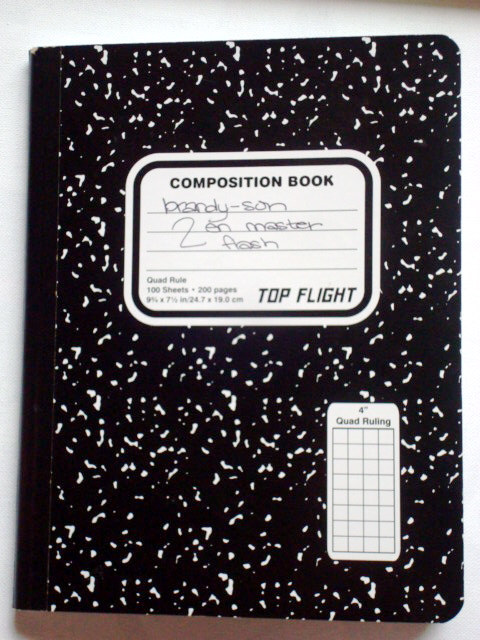 COMPOSITION BOOK
brandy-son
2 en master
flash
Quad Rule
100 Sheets • 200 pages
9¾ x 7½ in/24.7 x 19.0 cm
TOP FLIGHT
4"
Quad Ruling